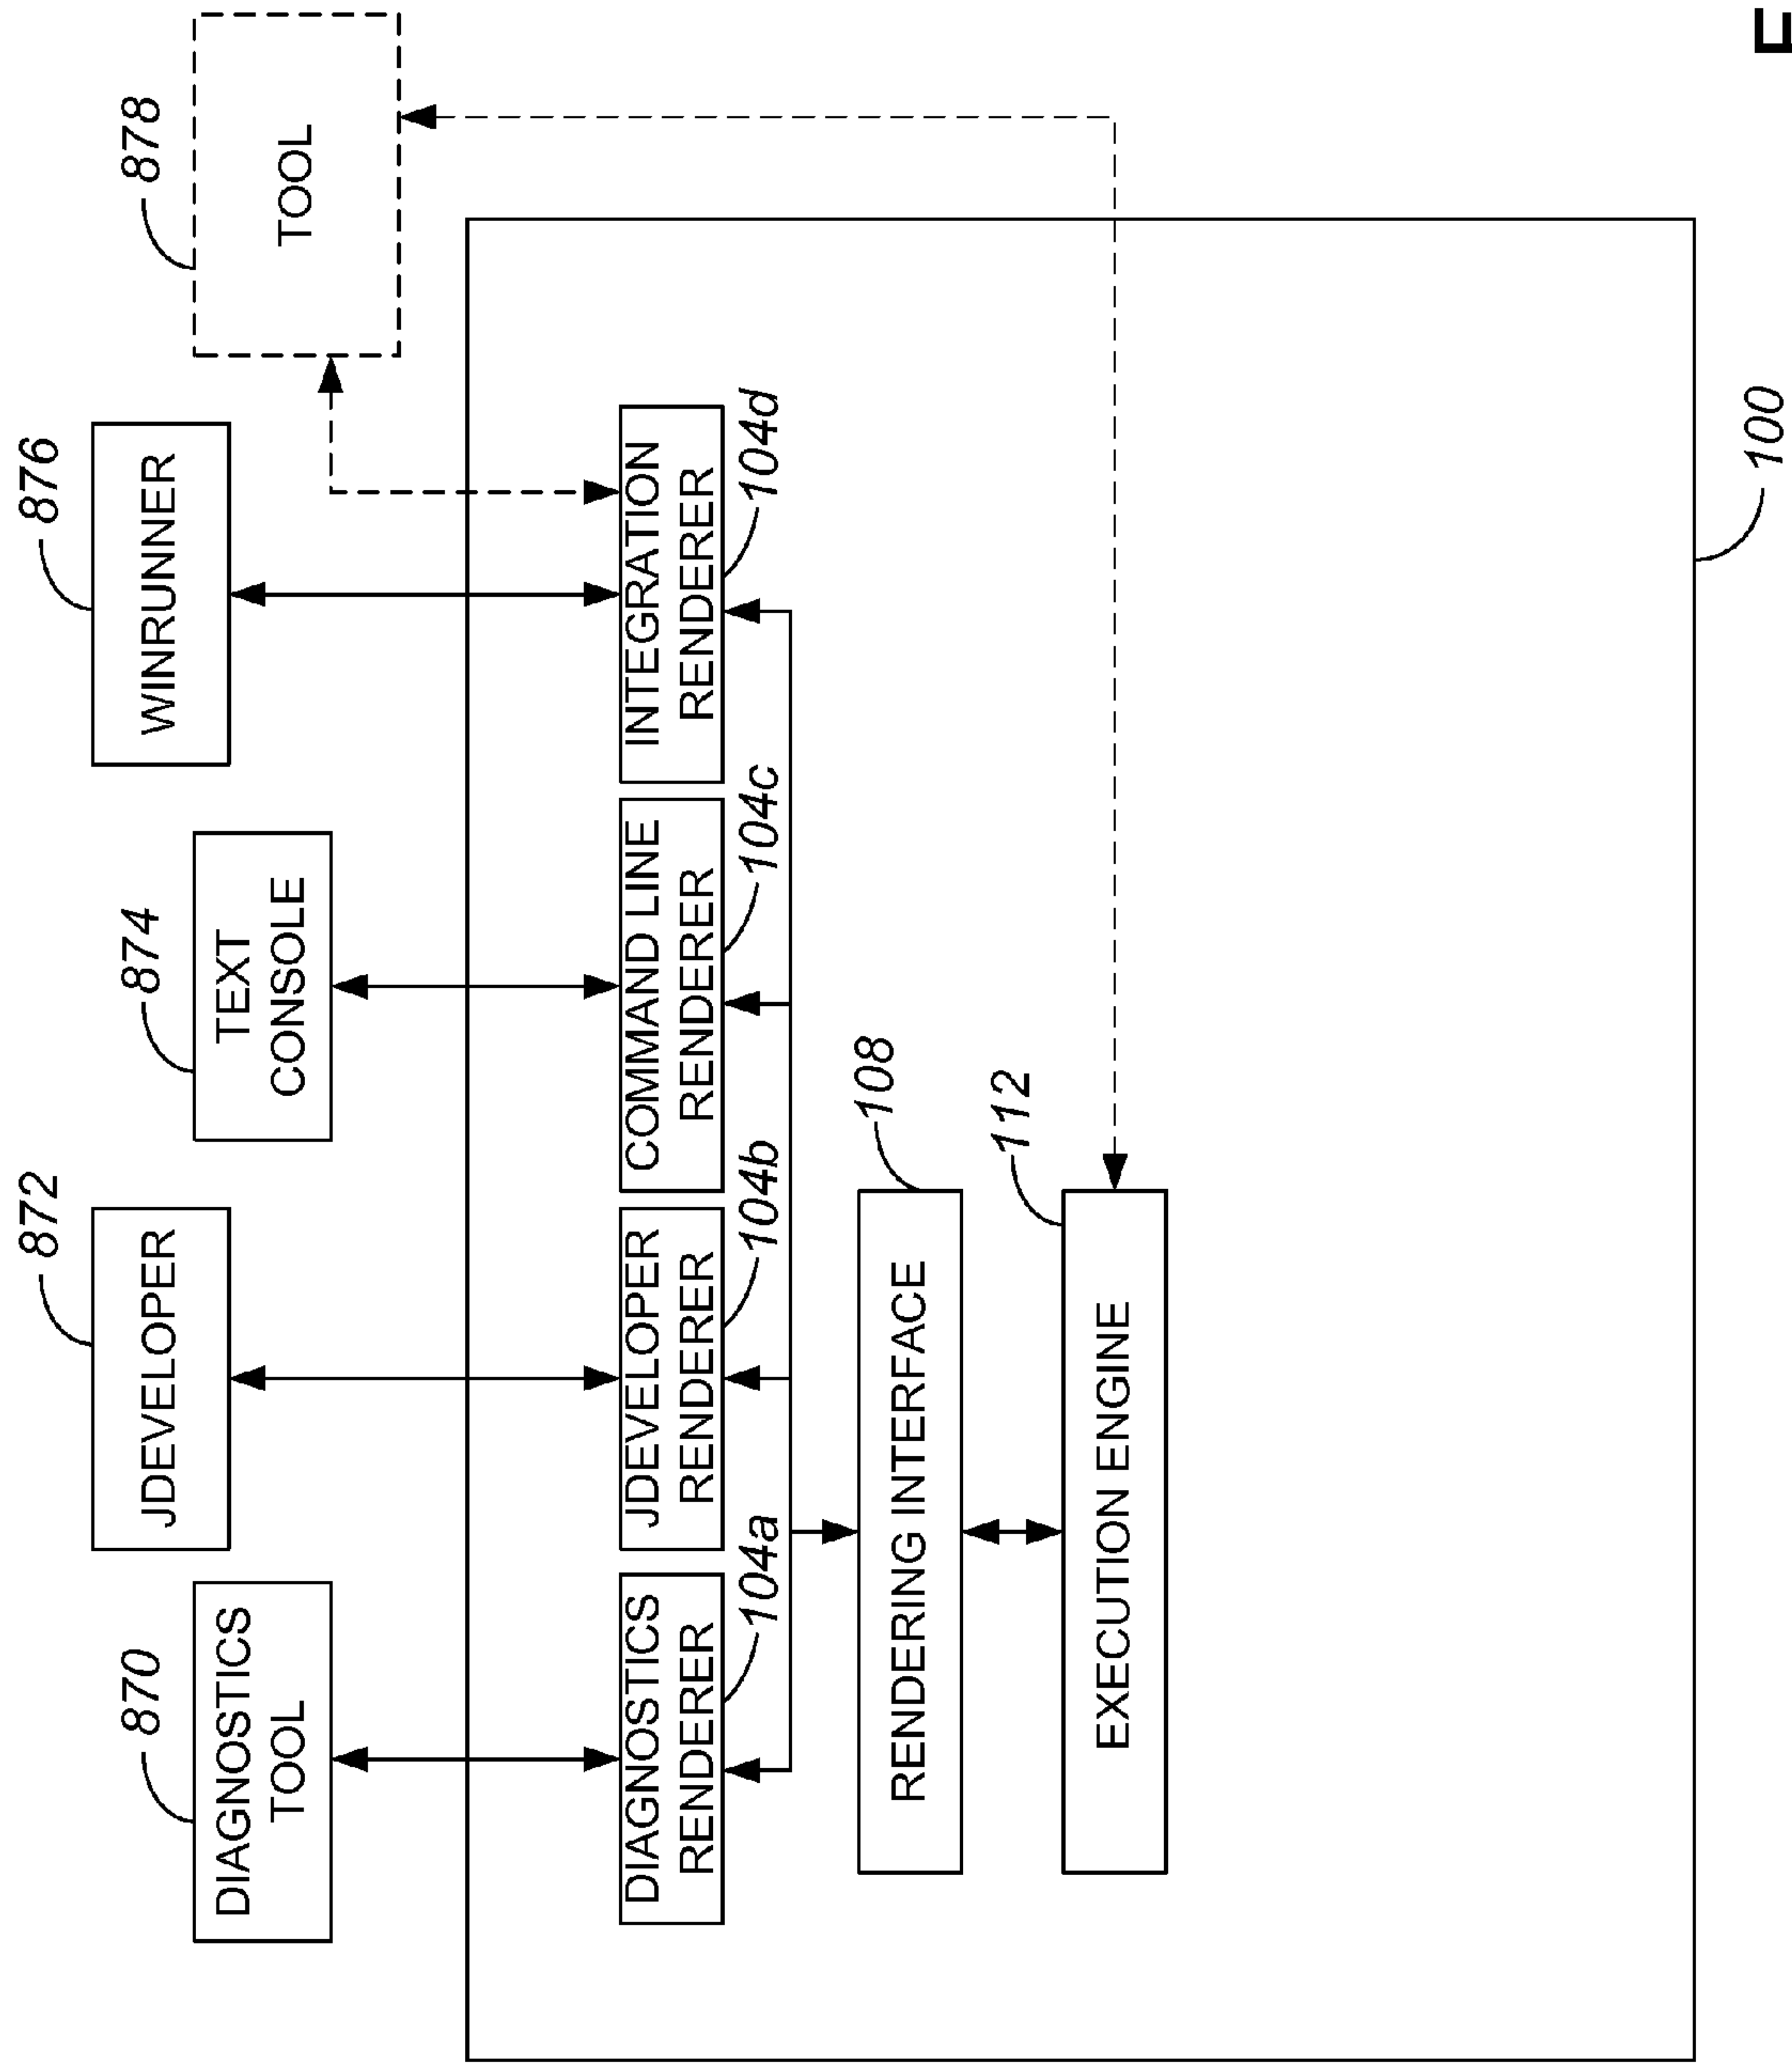 872
876
JDEVELOPER
WINRUNNER
870
874
878
DIAGNOSTICS
TOOL
TEXT
CONSOLE
TOOL
DIAGNOSTICS
RENDERER
JDEVELOPER
RENDERER
COMMAND LINE
RENDERER
INTEGRATION
RENDERER
104a
104b
104c
104d
108
RENDERING INTERFACE
112
EXECUTION ENGINE
100